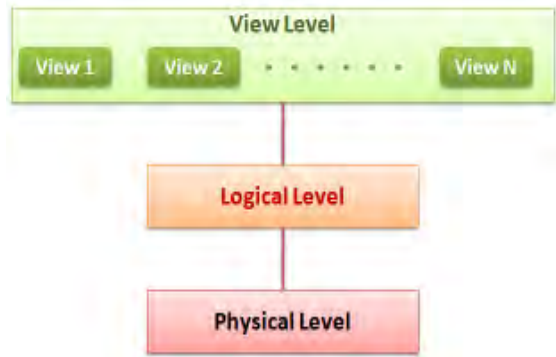 View Level
View 1 View 2 . . . . . . View N
Logical Level
Physical Level